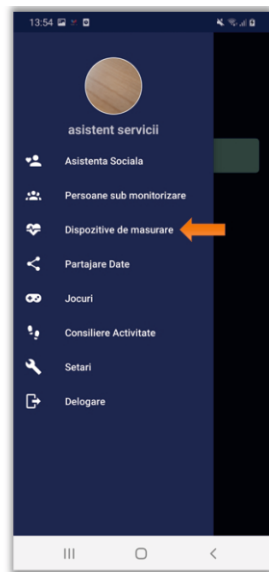 13:54
asistent servicii
Asistenta Sociala
Persoane sub monitorizare
Dispozitive de masurare
Partajare Date
Jocuri
Consiliere Activitate
Setari
Delogare